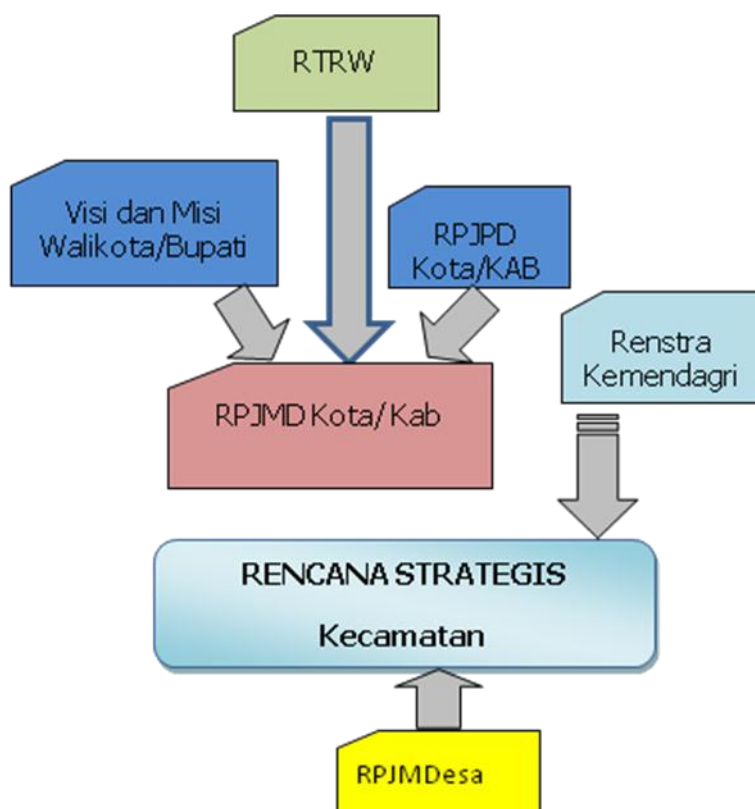 RTRW
Visi dan Misi
Walikota/Bupati
RPJPD
Kota/KAB
Renstra
Kemendagri
RPJMD Kota/ Kab
RENCANA STRATEGIS
Kecamatan
RPJMDesa